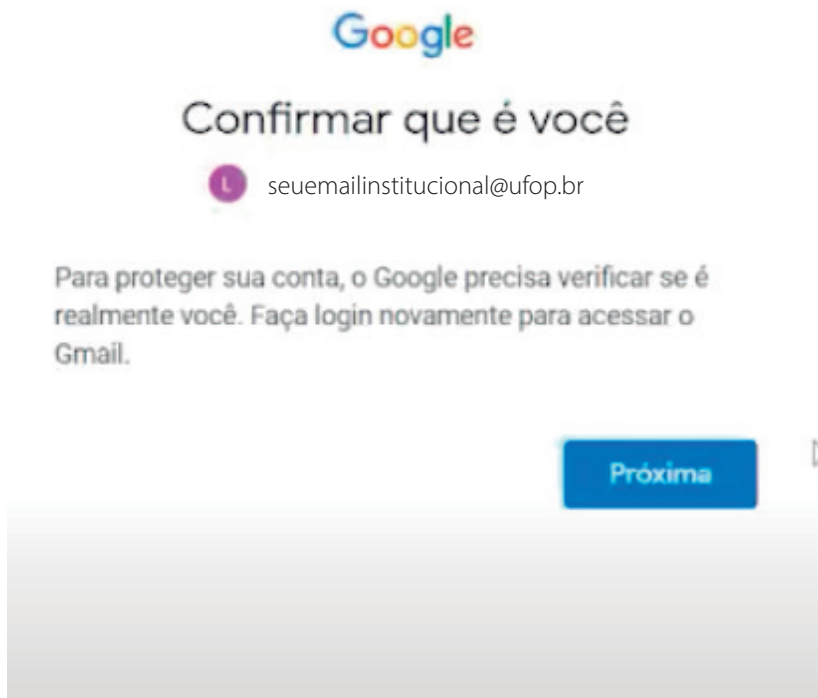 Google
Confirmar que é você
L seuemailinstitucional@ufop.br
Para proteger sua conta, o Google precisa verificar se é
realmente você. Faça login novamente para acessar o
Gmail.
Próxima